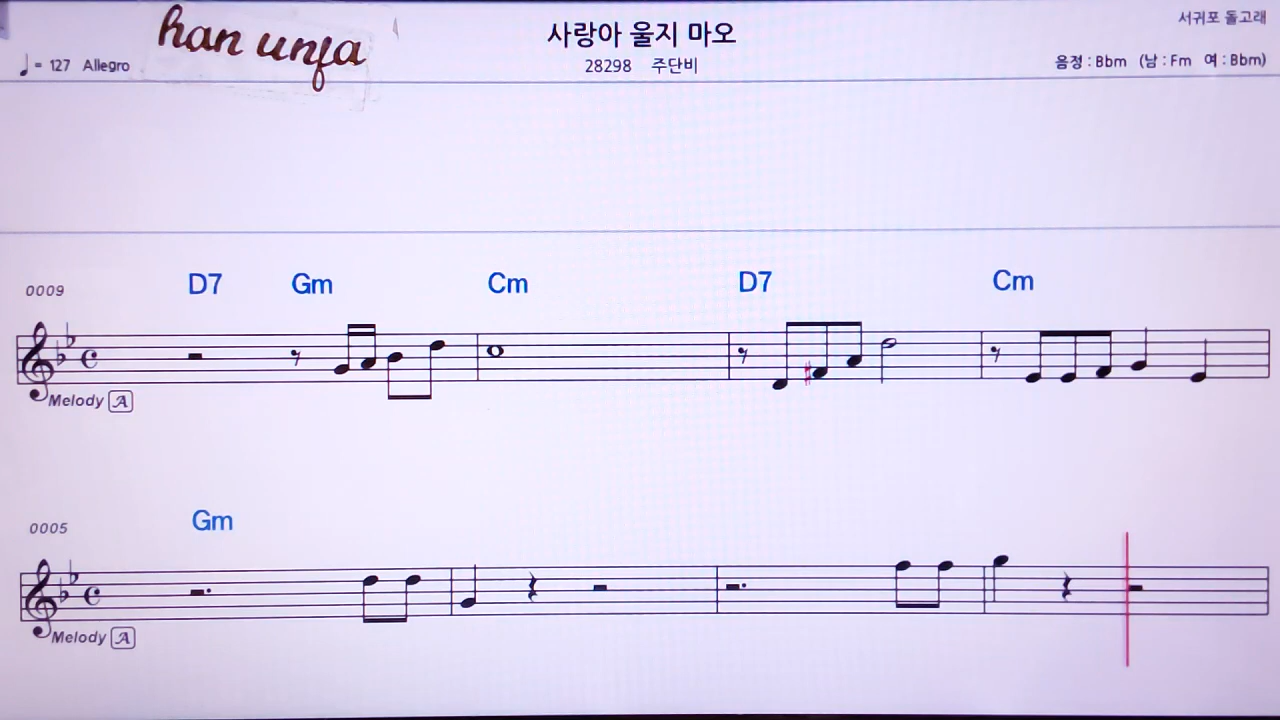 han unfa
사랑아 울지 마오
서귀포 돌고래
♩= 127 Allegro
28298 주단비
음정 : Bbm (남 : Fm 여 : Bbm)
D7 Gm Cm D7 Cm
0009
Melody A
Gm
0005
Melody A